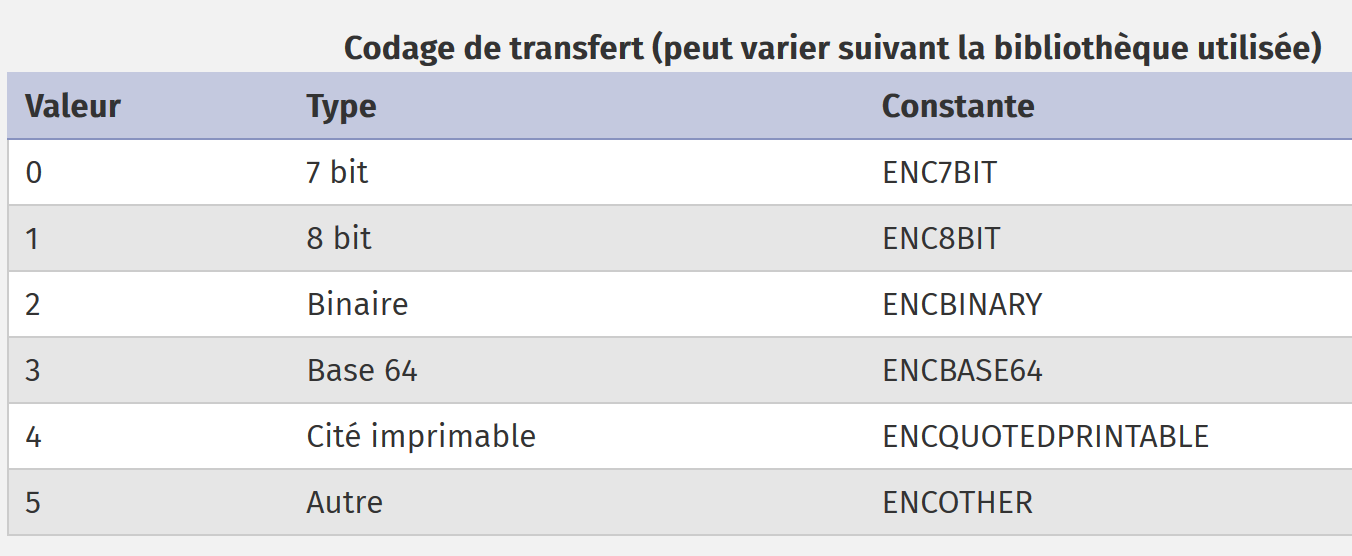 Codage de transfert (peut varier suivant la bibliothèque utilisée)
Valeur Type Constante
0 7 bit ENC7BIT
1 8 bit ENC8BIT
2 Binaire ENCBINARY
3 Base 64 ENCBASE64
4 Cité imprimable ENCQUOTEDPRINTABLE
5 Autre ENCOTHER